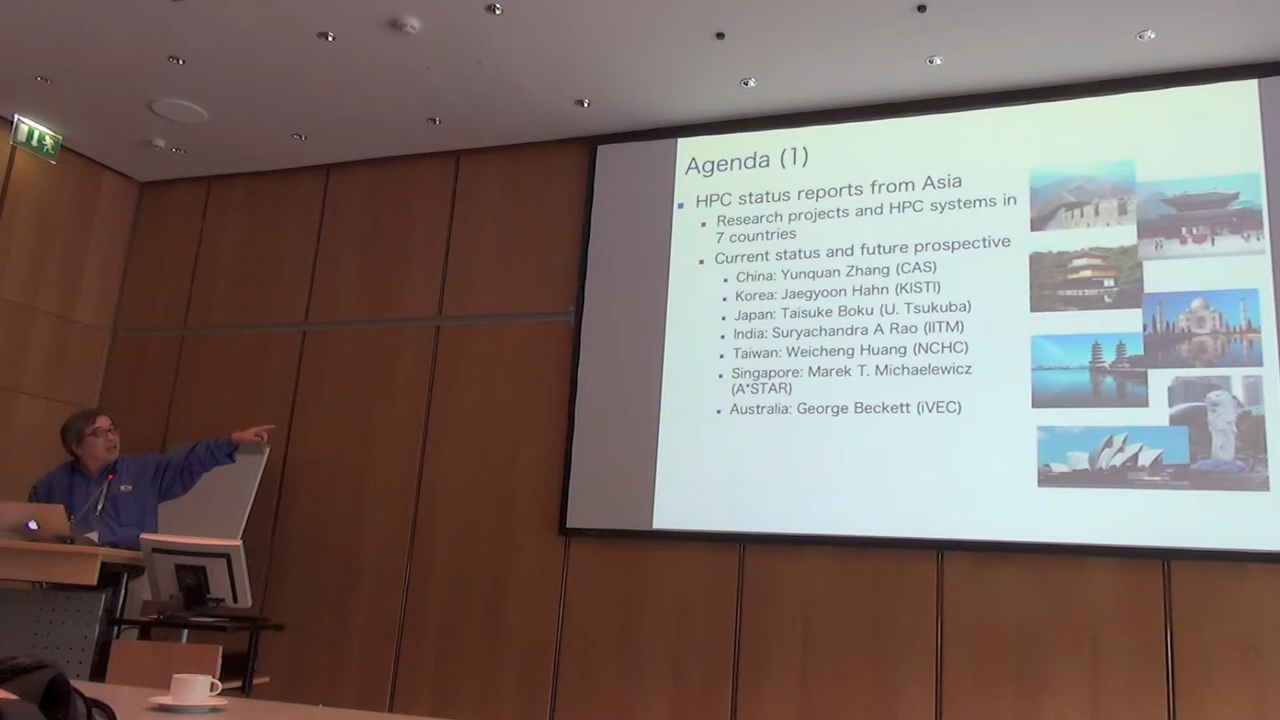 Agenda (1)
HPC status reports from Asia
Research projects and HPC systems in
7 countries
Current status and future prospective
China: Yunquan Zhang (CAS)
Korea: Jaegyoon Hahn (KISTI)
Japan: Taisuke Boku (U. Tsukuba)
India: Suryachandra A Rao (IITM)
Taiwan: Weicheng Huang (NCHC)
Singapore: Marek T. Michaelewicz
(A*STAR)
Australia: George Beckett (iVEC)